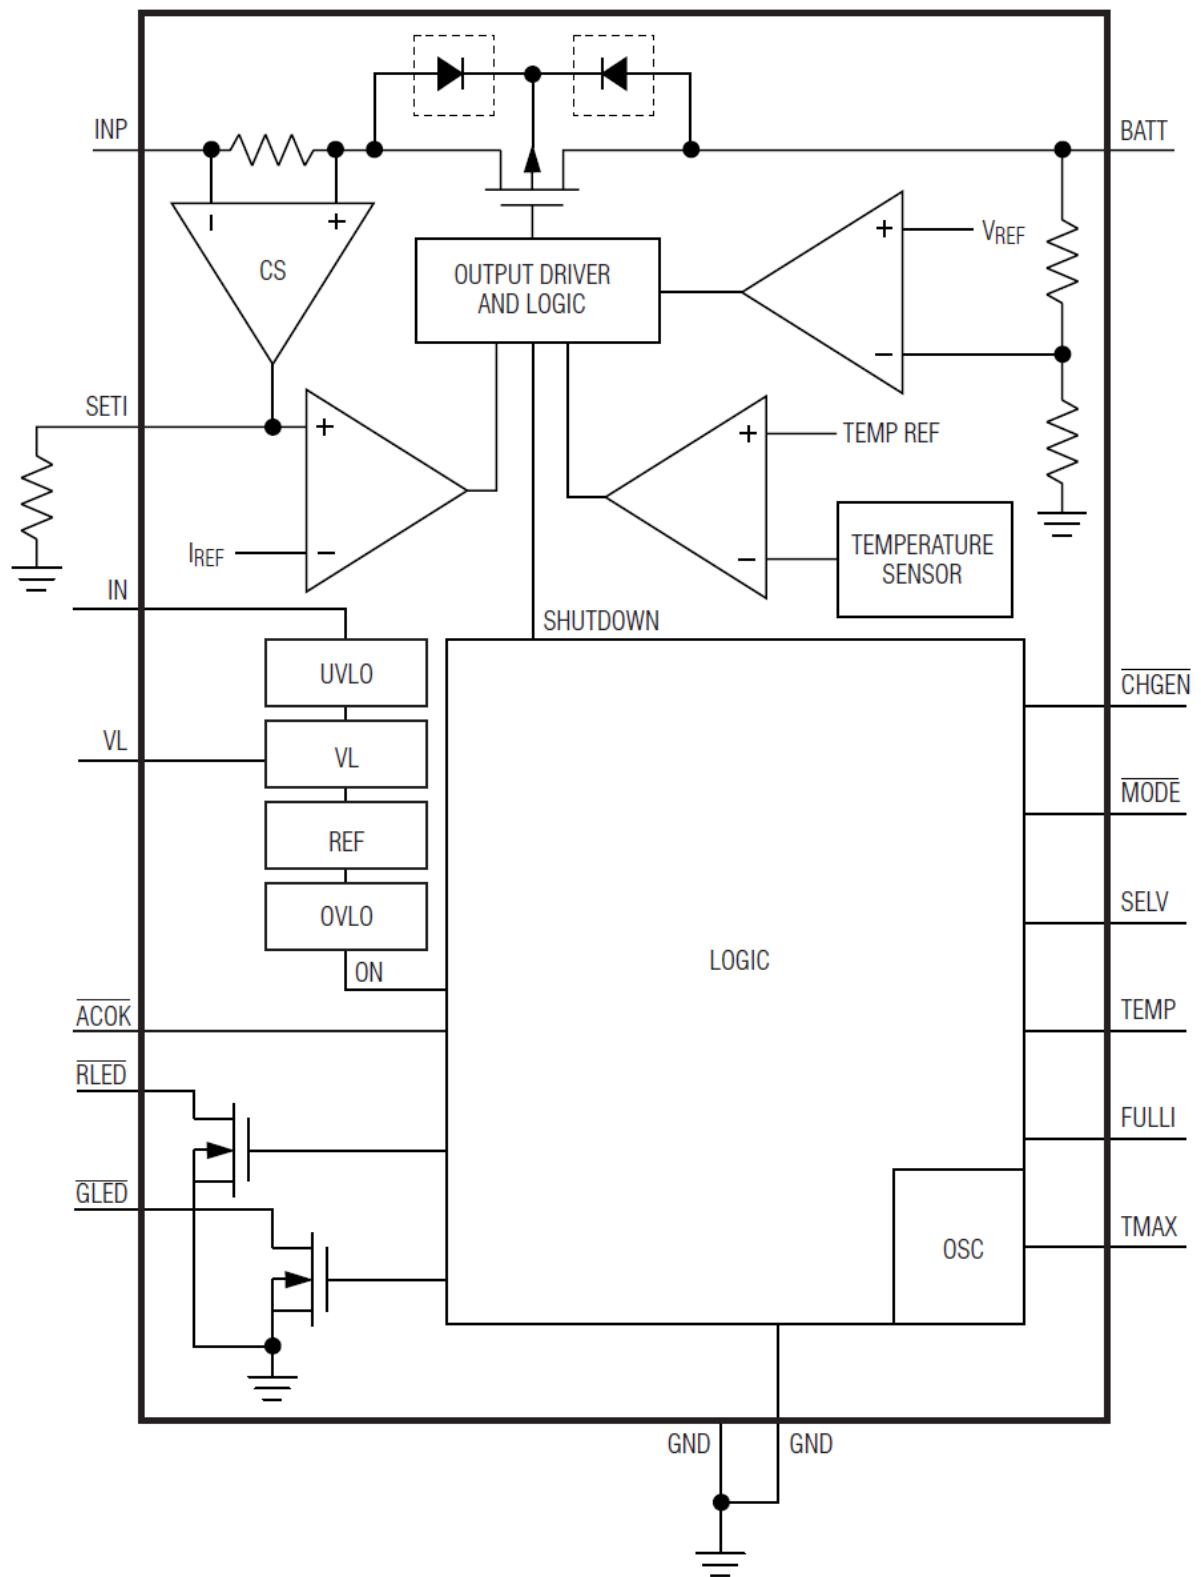 INP
BATT
CS
OUTPUT DRIVER
AND LOGIC
VREF
SETI
TEMP REF
IREF
TEMPERATURE
SENSOR
IN
SHUTDOWN
UVLO
CHGEN
VL
VL
MODE
REF
OVLO
SELV
ON
LOGIC
ACOK
TEMP
RLED
FULLI
GLED
TMAX
OSC
GND
GND